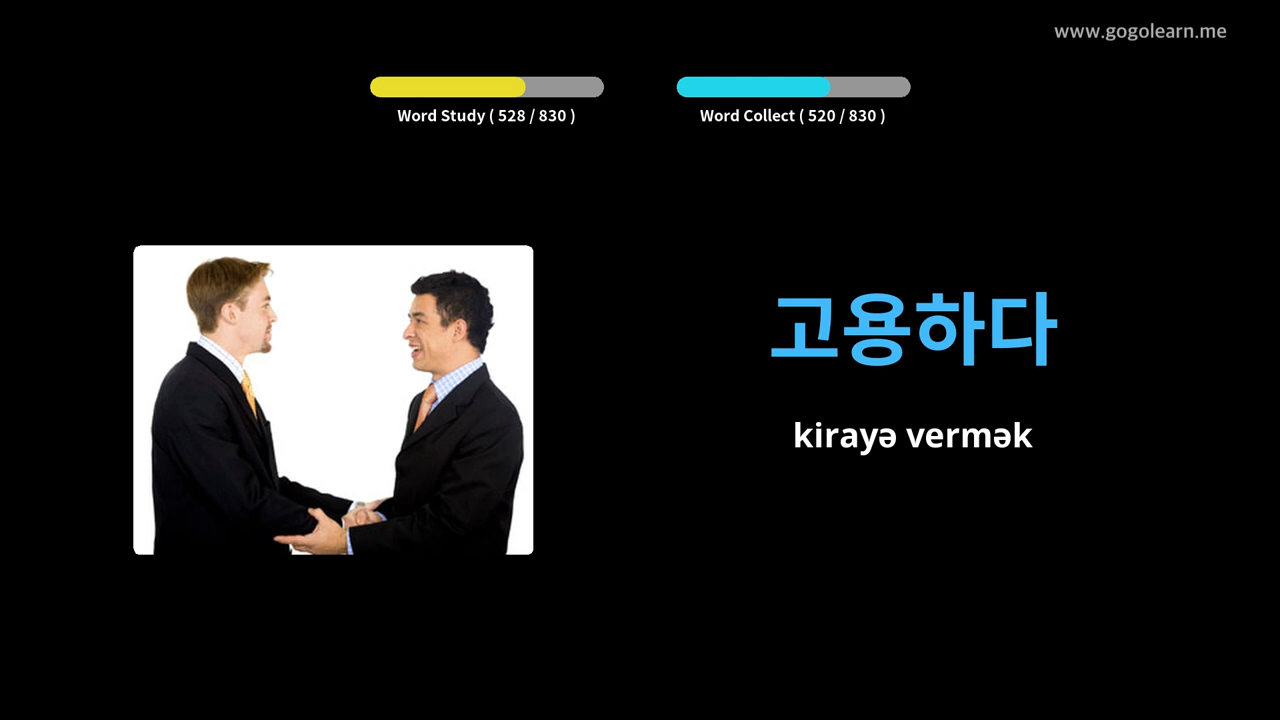 www.gogolearn.me
Word Study ( 528 / 830 )
Word Collect ( 520 / 830 )
고용하다
kirayə vermək